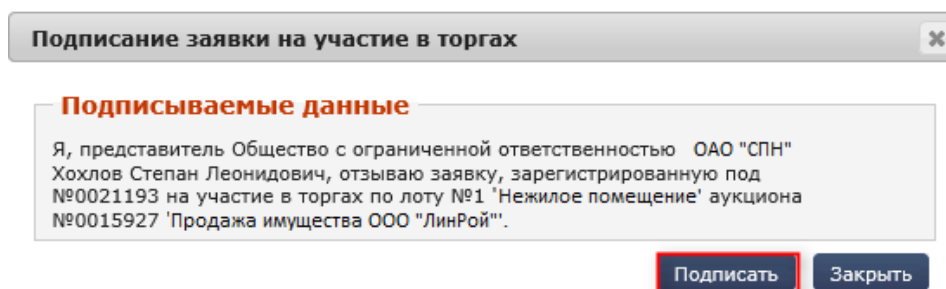 Подписание заявки на участие в торгах
Подписываемые данные
Я, представитель Общество с ограниченной ответственностью ОАО "СПН"
Хохлов Степан Леонидович, отзываю заявку, зарегистрированную под
№0021193 на участие в торгах по лоту №1 'Нежилое помещение' аукциона
№0015927 'Продажа имущества ООО "ЛинРой"'.
Подписать Закрыть